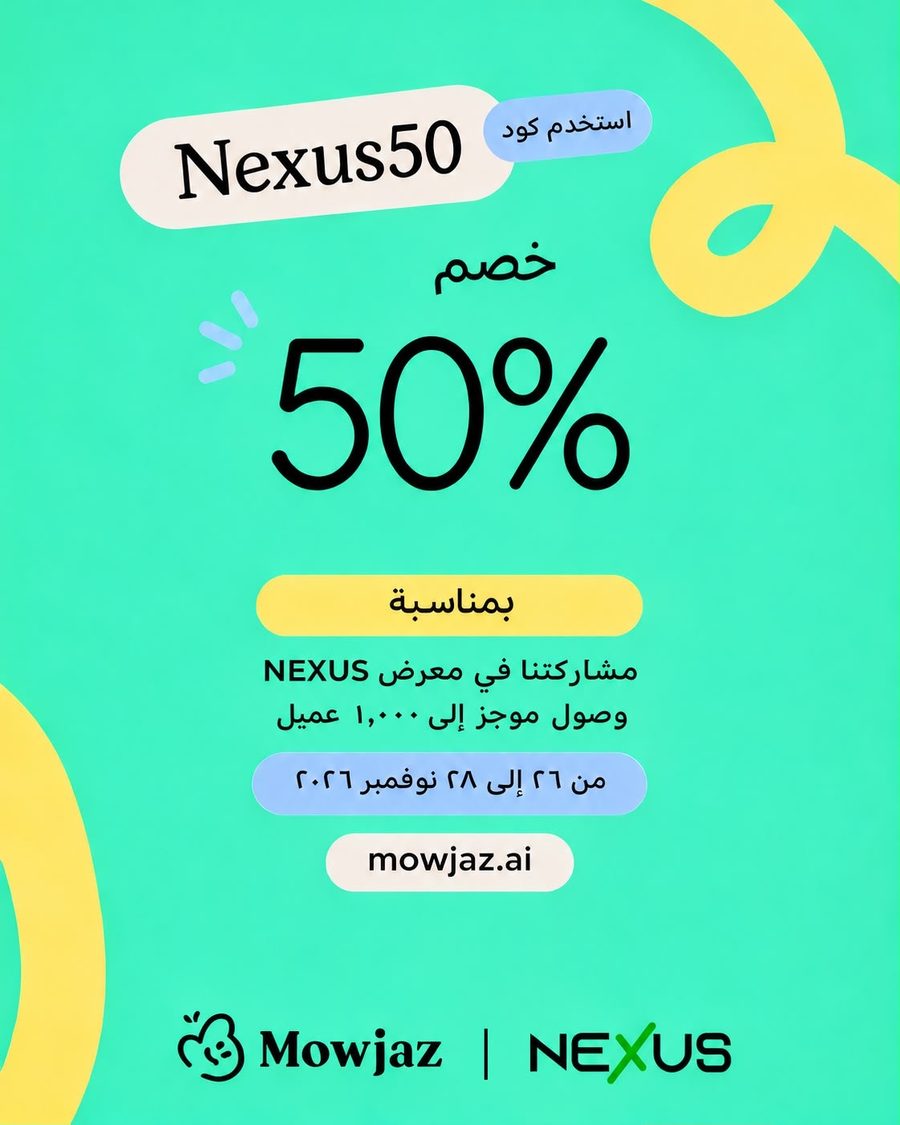 استخدم كود
Nexus50
خصم
50%
بمناسبة
مشاركتنا في معرض NEXUS
وصول موجز إلى ١,٠٠٠ عميل
من ٢٦ إلى ٢٨ نوفمبر ٢٠٢٦
mowjaz.ai
Mowjaz | NEXUS